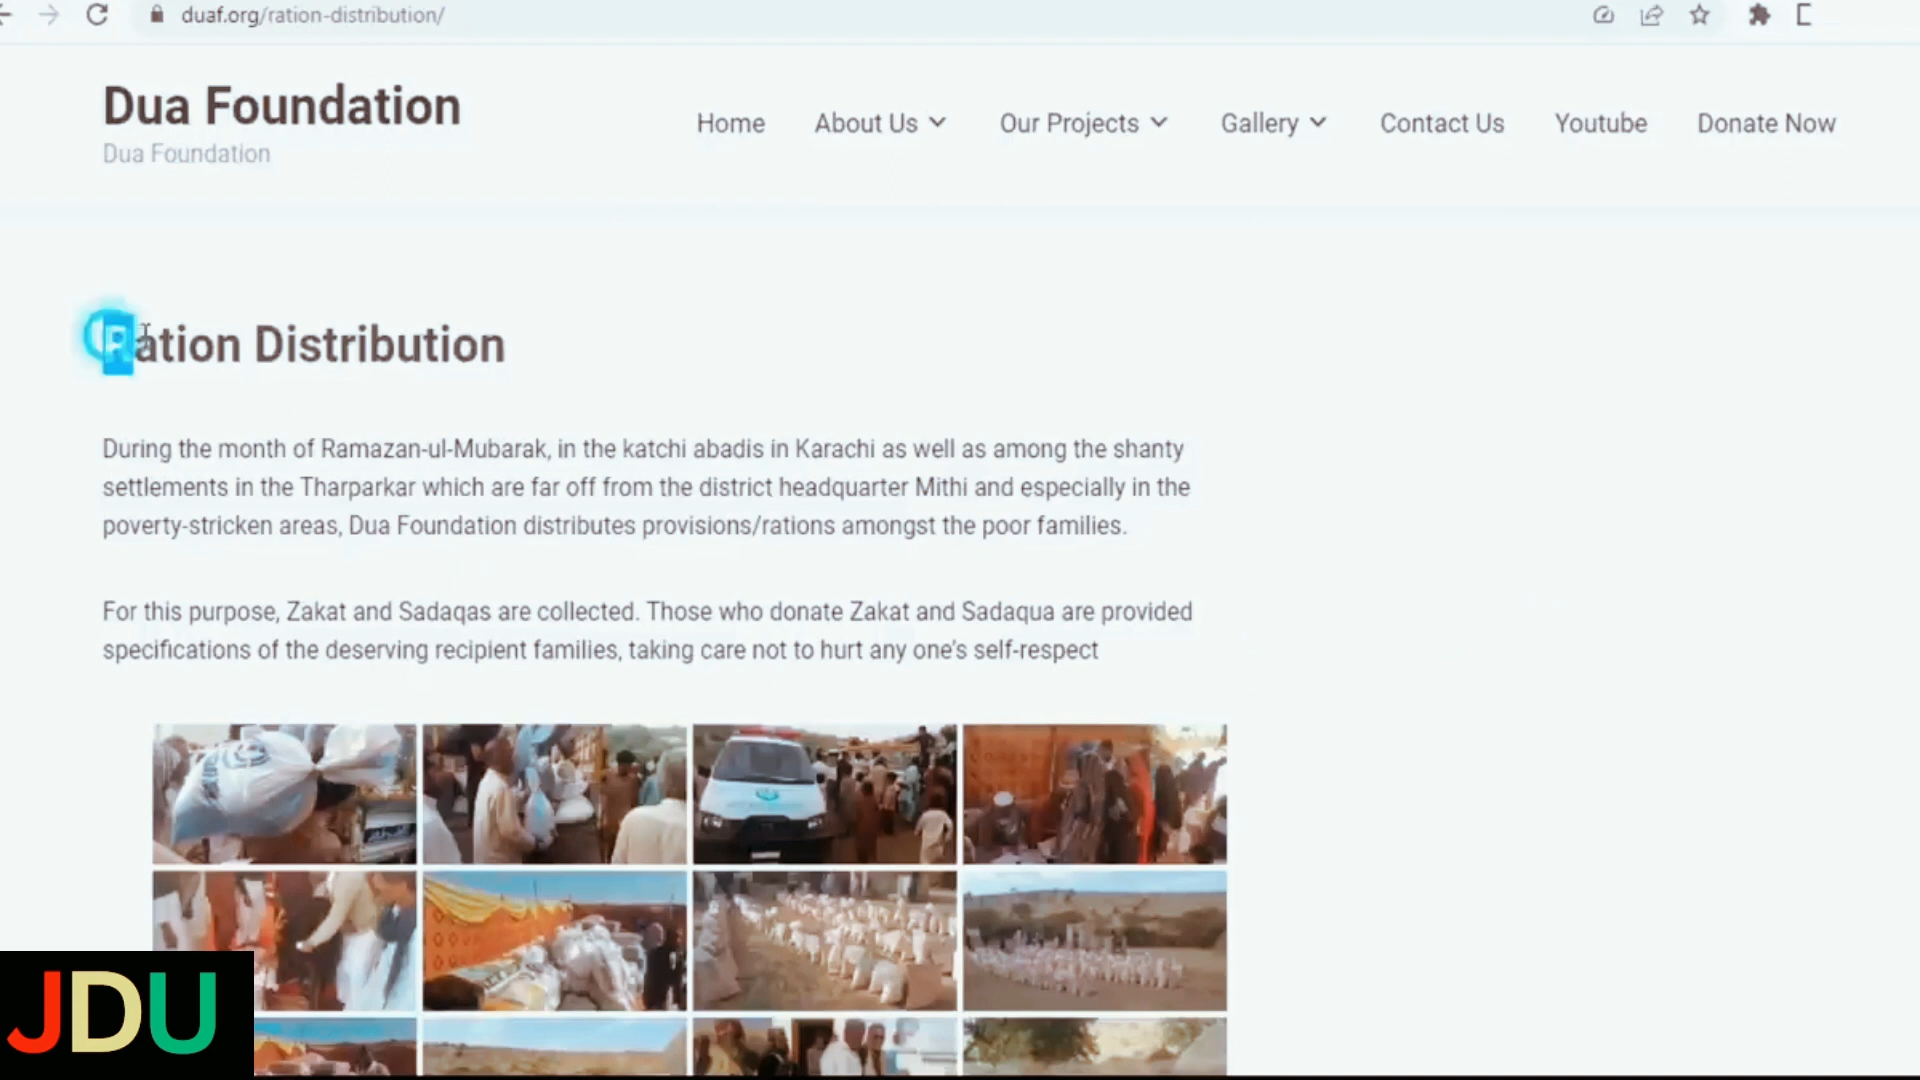 duaf.org/ration-distribution/
Dua Foundation
Dua Foundation
Home About Us Our Projects Gallery Contact Us Youtube Donate Now
Ration Distribution
During the month of Ramazan-ul-Mubarak, in the katchi abadis in Karachi as well as among the shanty
settlements in the Tharparkar which are far off from the district headquarter Mithi and especially in the
poverty-stricken areas, Dua Foundation distributes provisions/rations amongst the poor families.
For this purpose, Zakat and Sadaqas are collected. Those who donate Zakat and Sadaqua are provided
specifications of the deserving recipient families, taking care not to hurt any one's self-respect
JDU